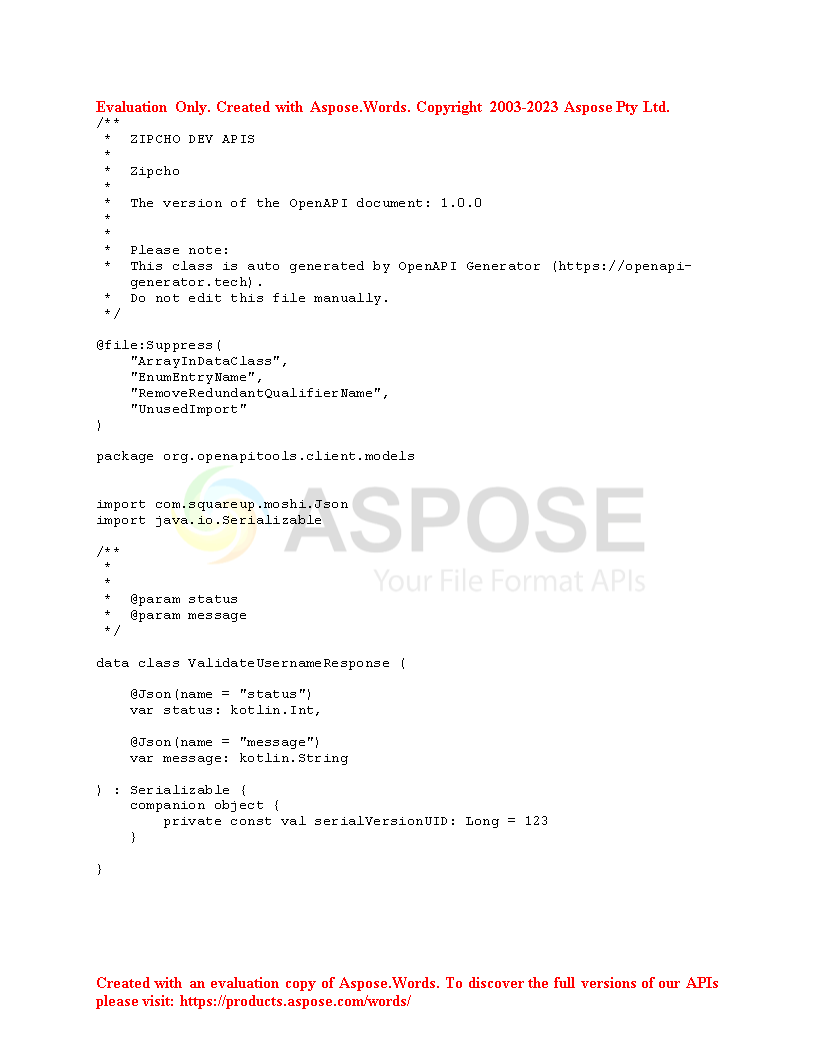 Evaluation Only. Created with Aspose.Words. Copyright 2003-2023 Aspose Pty Ltd.
/**
 *  ZIPCHO DEV APIS
 *
 *  Zipcho
 *
 *  The version of the OpenAPI document: 1.0.0
 *
 *
 *  Please note:
 *  This class is auto generated by OpenAPI Generator (https://openapi-
    generator.tech).
 *  Do not edit this file manually.
 */

@file:Suppress(
    "ArrayInDataClass",
    "EnumEntryName",
    "RemoveRedundantQualifierName",
    "UnusedImport"
)

package org.openapitools.client.models

import com.squareup.moshi.Json
import java.io.Serializable
ASPOSE
Your File Format APIs

/**
 *
 *
 *  @param status
 *  @param message
 */

data class ValidateUsernameResponse (

    @Json(name = "status")
    var status: kotlin.Int,

    @Json(name = "message")
    var message: kotlin.String

) : Serializable {
    companion object {
        private const val serialVersionUID: Long = 123
    }

}

Created with an evaluation copy of Aspose.Words. To discover the full versions of our APIs
please visit: https://products.aspose.com/words/